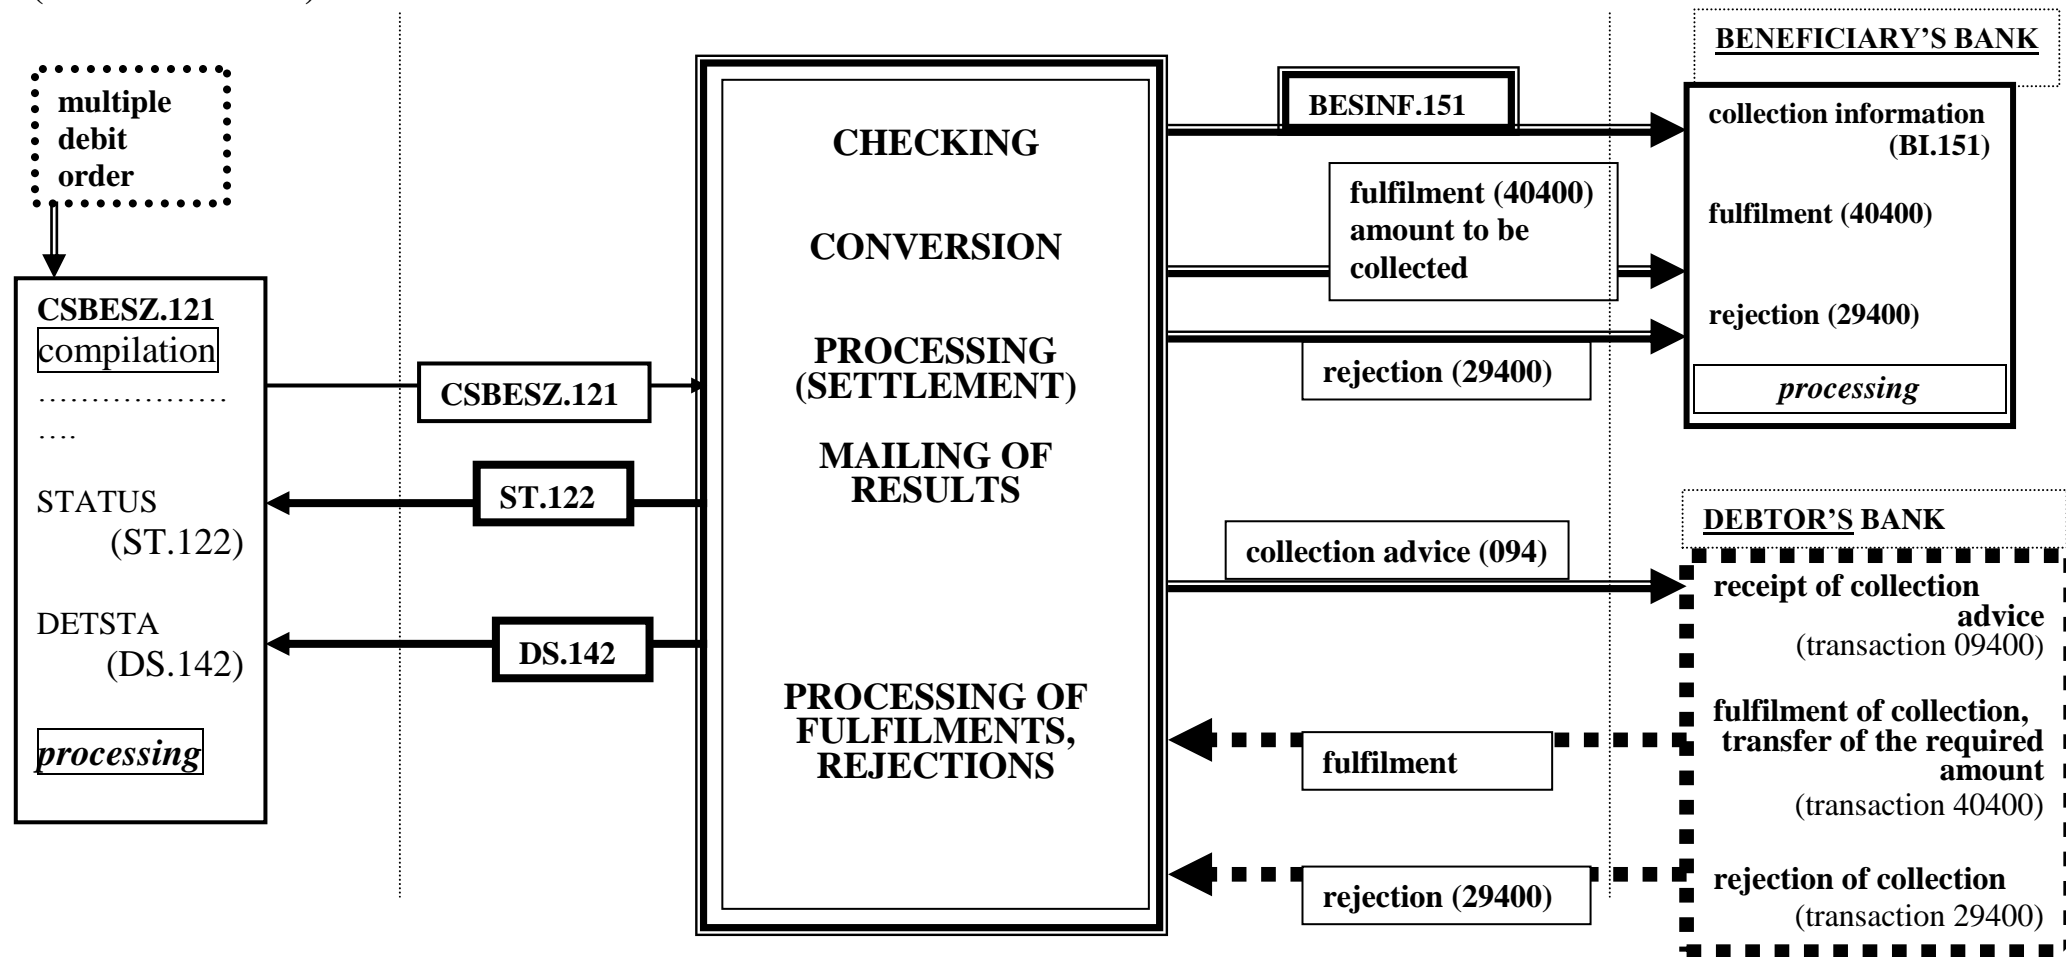 multiple
debit
order
CSBESZ.121
compilation
………………
….
STATUS
(ST.122)
DETSTA
(DS.142)
processing
CSBESZ.121
ST.122
DS.142
CHECKING
CONVERSION
PROCESSING
(SETTLEMENT)
MAILING OF
RESULTS
PROCESSING OF
FULFILMENTS,
REJECTIONS
BESINF.151
fulfilment (40400)
amount to be
collected
rejection (29400)
collection advice (094)
fulfilment
rejection (29400)
BENEFICIARY'S BANK
collection information
(BI.151)
fulfilment (40400)
rejection (29400)
processing
DEBTOR'S BANK
receipt of collection
advice
(transaction 09400)
fulfilment of collection,
transfer of the required
amount
(transaction 40400)
rejection of collection
(transaction 29400)